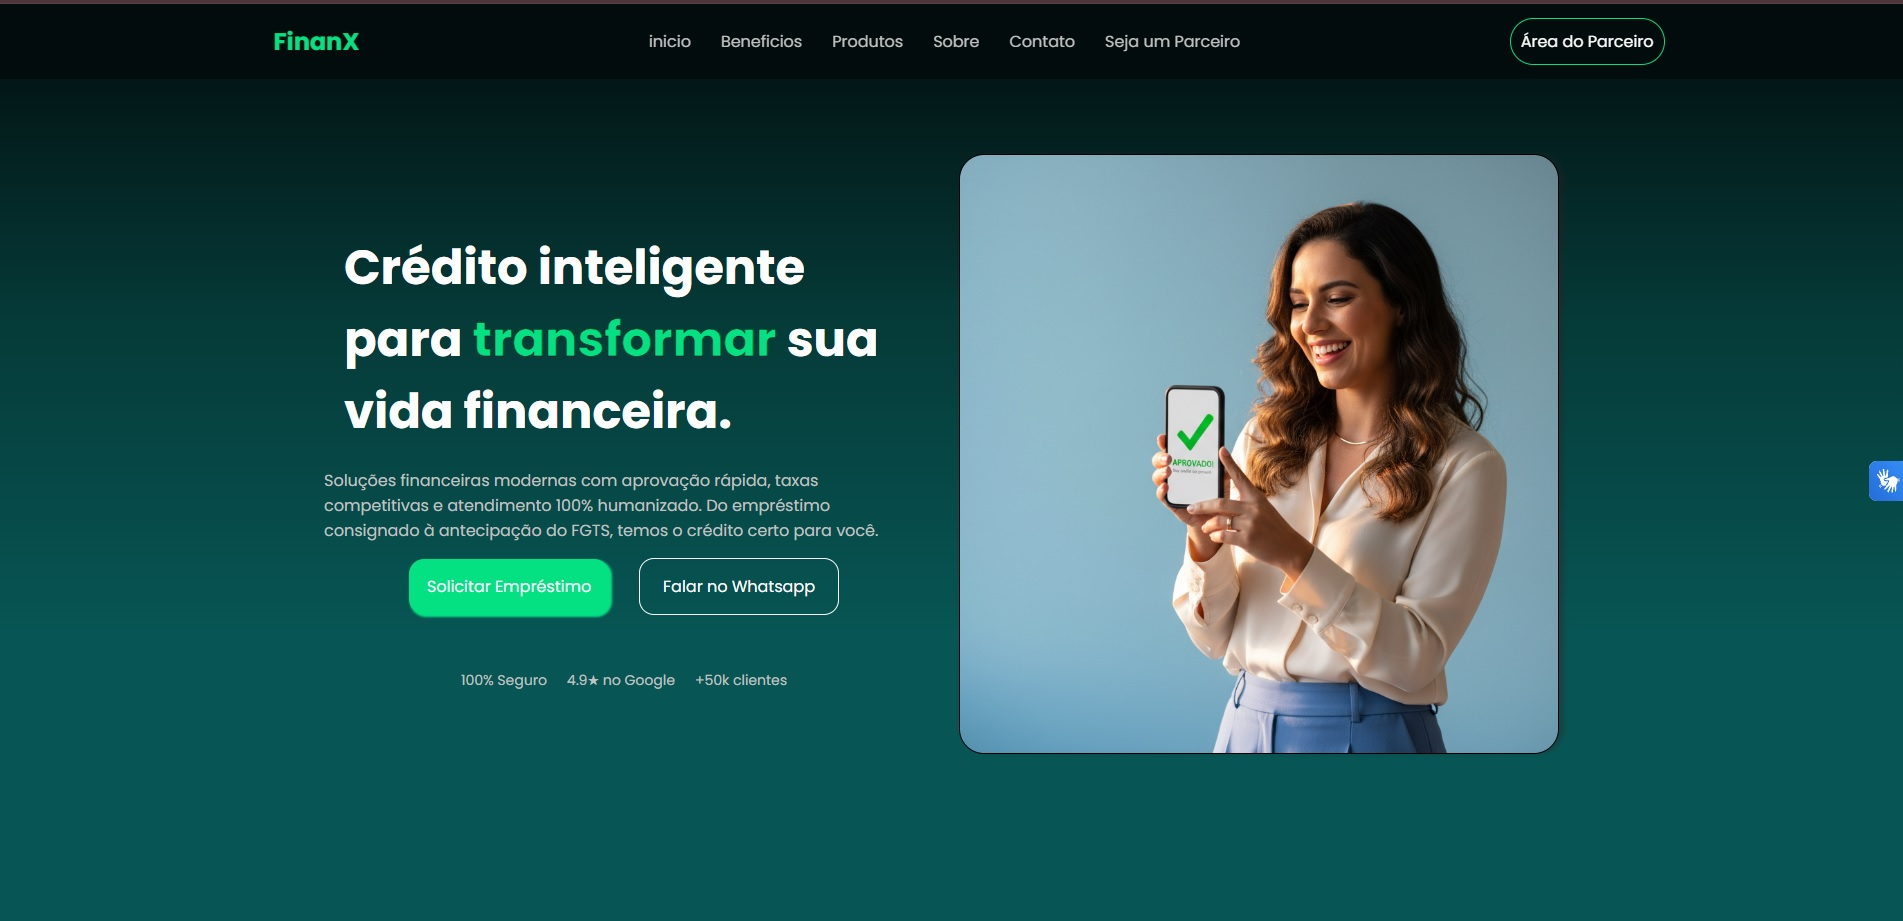 FinanX
inicio Beneficios Produtos Sobre Contato Seja um Parceiro
Área do Parceiro
Crédito inteligente
para transformar sua
vida financeira.
Soluções financeiras modernas com aprovação rápida, taxas
competitivas e atendimento 100% humanizado. Do empréstimo
consignado à antecipação do FGTS, temos o crédito certo para você.
Solicitar Empréstimo
Falar no Whatsapp
100% Seguro 4.9★ no Google +50k clientes
APROVADO!